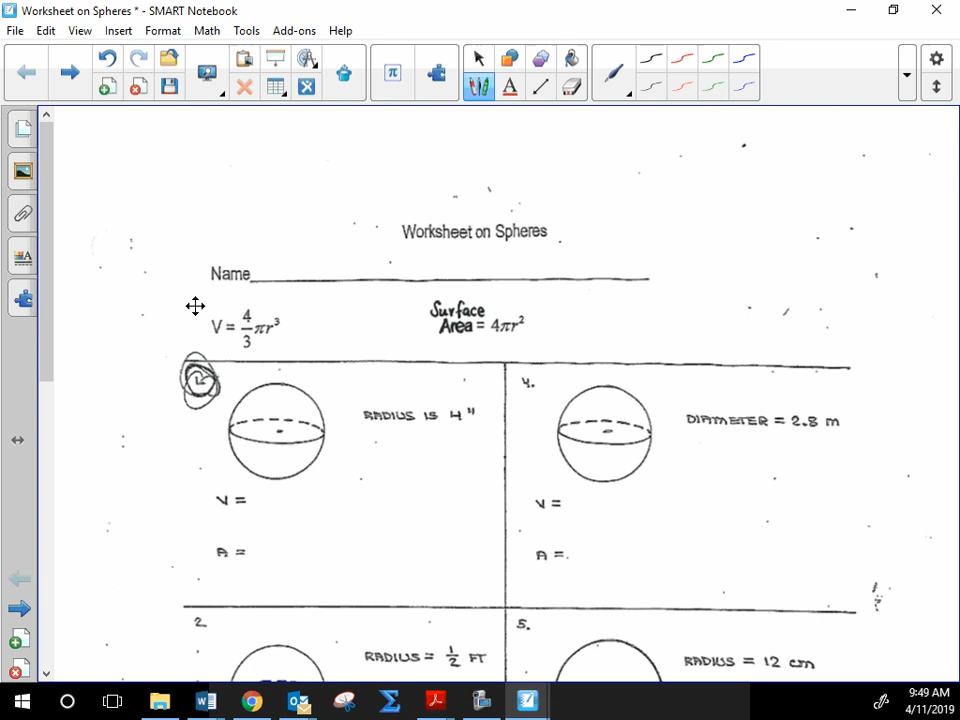 Worksheet on Spheres * - SMART Notebook
File Edit View Insert Format Math Tools Add-ons Help
Worksheet on Spheres
Name
V = 4/3 πr³
Surface
Area = 4πr²
RADIUS IS 4"
V =
A =
4.
DIAMETER = 2.8 m
V =
A =
2
RADIUS = 1/2 FT
5.
RADIUS = 12 cm
9:49 AM
4/11/2019